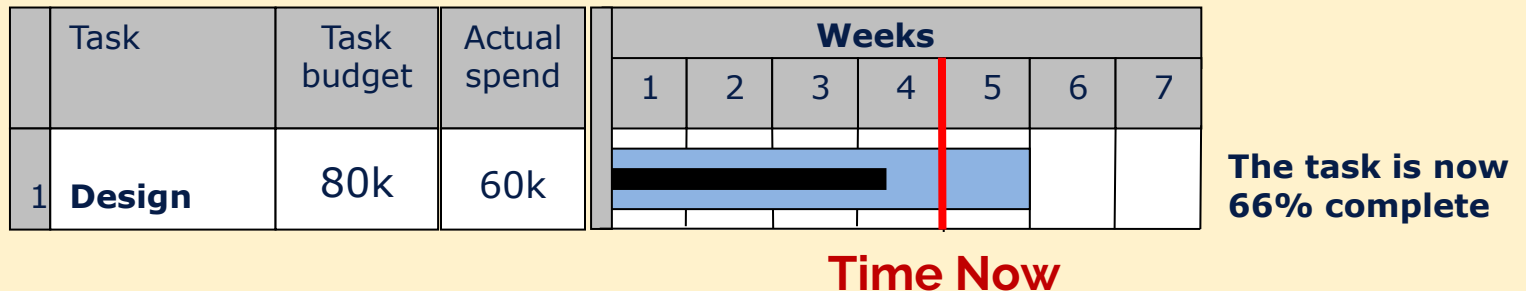 Task
Task
budget
Actual
spend
Weeks
1 2 3 4 5 6 7
1 Design 80k 60k
The task is now
66% complete
Time Now